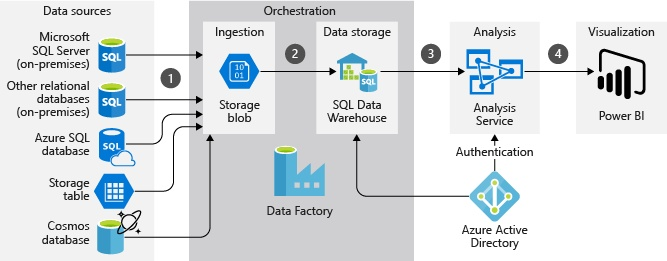 Data sources
Microsoft
SQL Server
(on-premises)
SQL
Other relational
databases
(on-premises)
SQL
Azure SQL
database
SQL
Storage
table
Cosmos
database
1
Orchestration
Ingestion
10
01
Storage
blob
2
Data storage
SQL
SQL Data
Warehouse
Data Factory
3
Analysis
Analysis
Service
Authentication
Azure Active
Directory
4
Visualization
Power BI